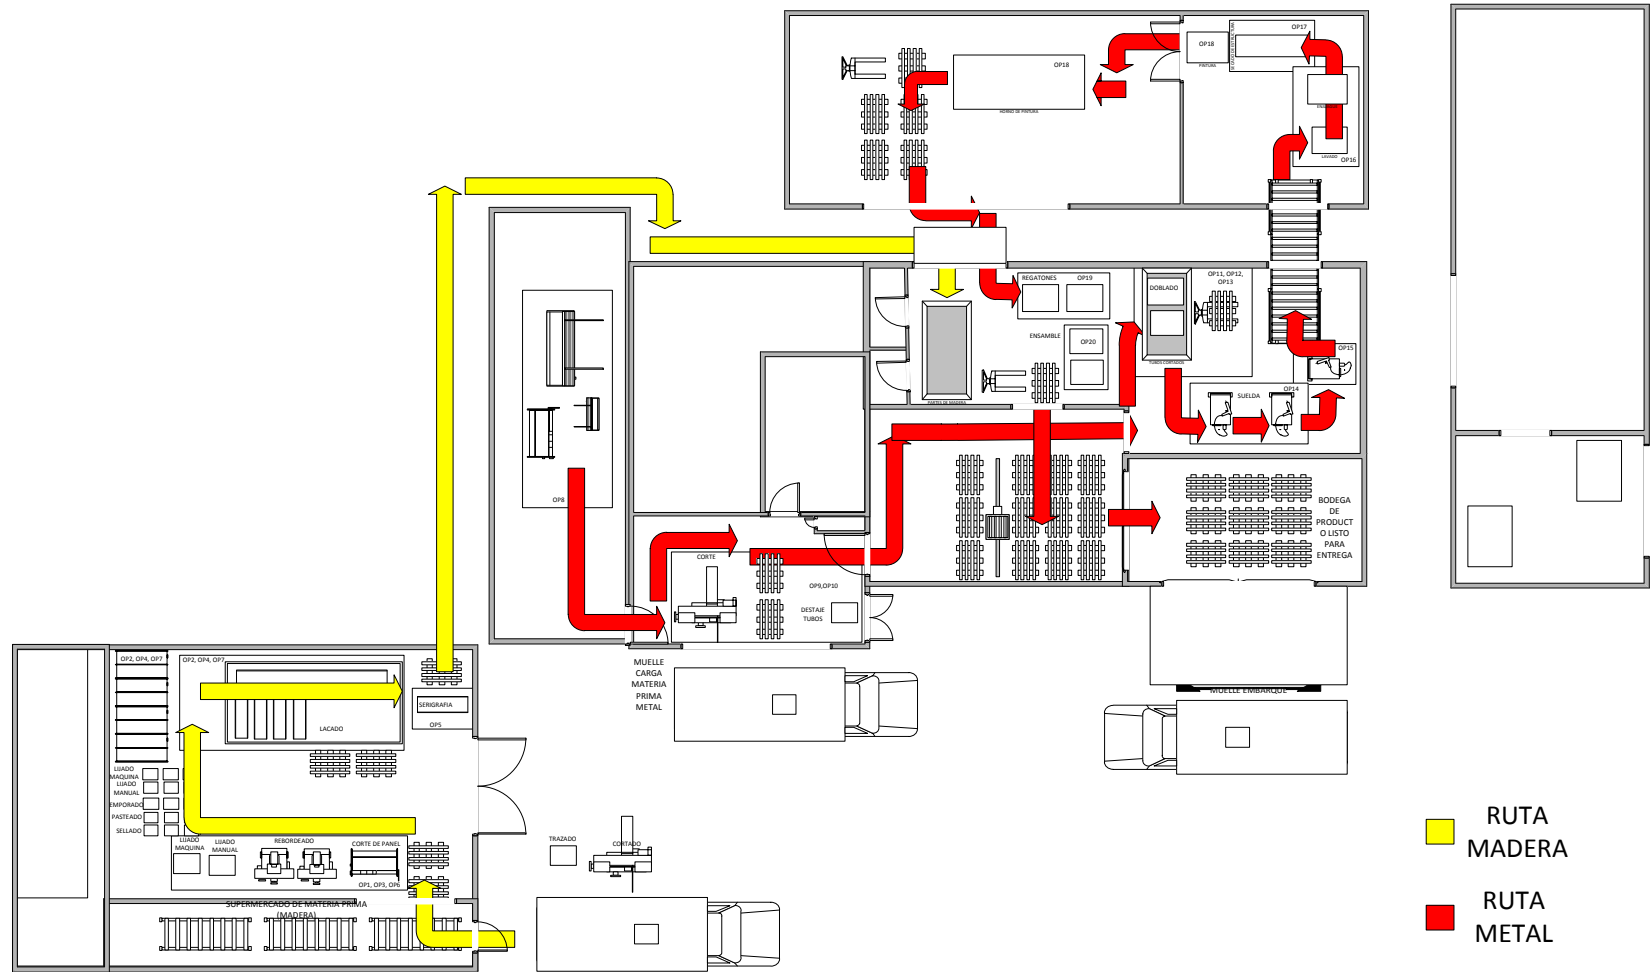 OP17
OP18
PINTURA
OP18
HORNO DE PINTURA
LAVADO
OP16
REGATONES
OP19
DOBLADO
OP11, OP12,
OP13
ENSAMBLE
OP20
OP15
TUBOS CORTADOS
PARTES DE MADERA
SUELDA
OP14
OP8
BODEGA
DE
PRODUCT
O LISTO
PARA
ENTREGA
CORTE
OP9,OP10
DESTAJE
TUBOS
MUELLE
CARGA
MATERIA
PRIMA
METAL
MUELLE EMBARQUE
OP2, OP4, OP7
OP2, OP4, OP7
SERIGRAFIA
OP5
LACADO
LIJADO
MAQUINA
LIJADO
MANUAL
EMPORADO
PASTEADO
SELLADO
LIJADO
MAQUINA
LIJADO
MANUAL
REBORDEADO
CORTE DE PANEL
OP1, OP3, OP6
TRAZADO
CORTADO
SUPERMERCADO DE MATERIA PRIMA
(MADERA)
RUTA
MADERA
RUTA
METAL